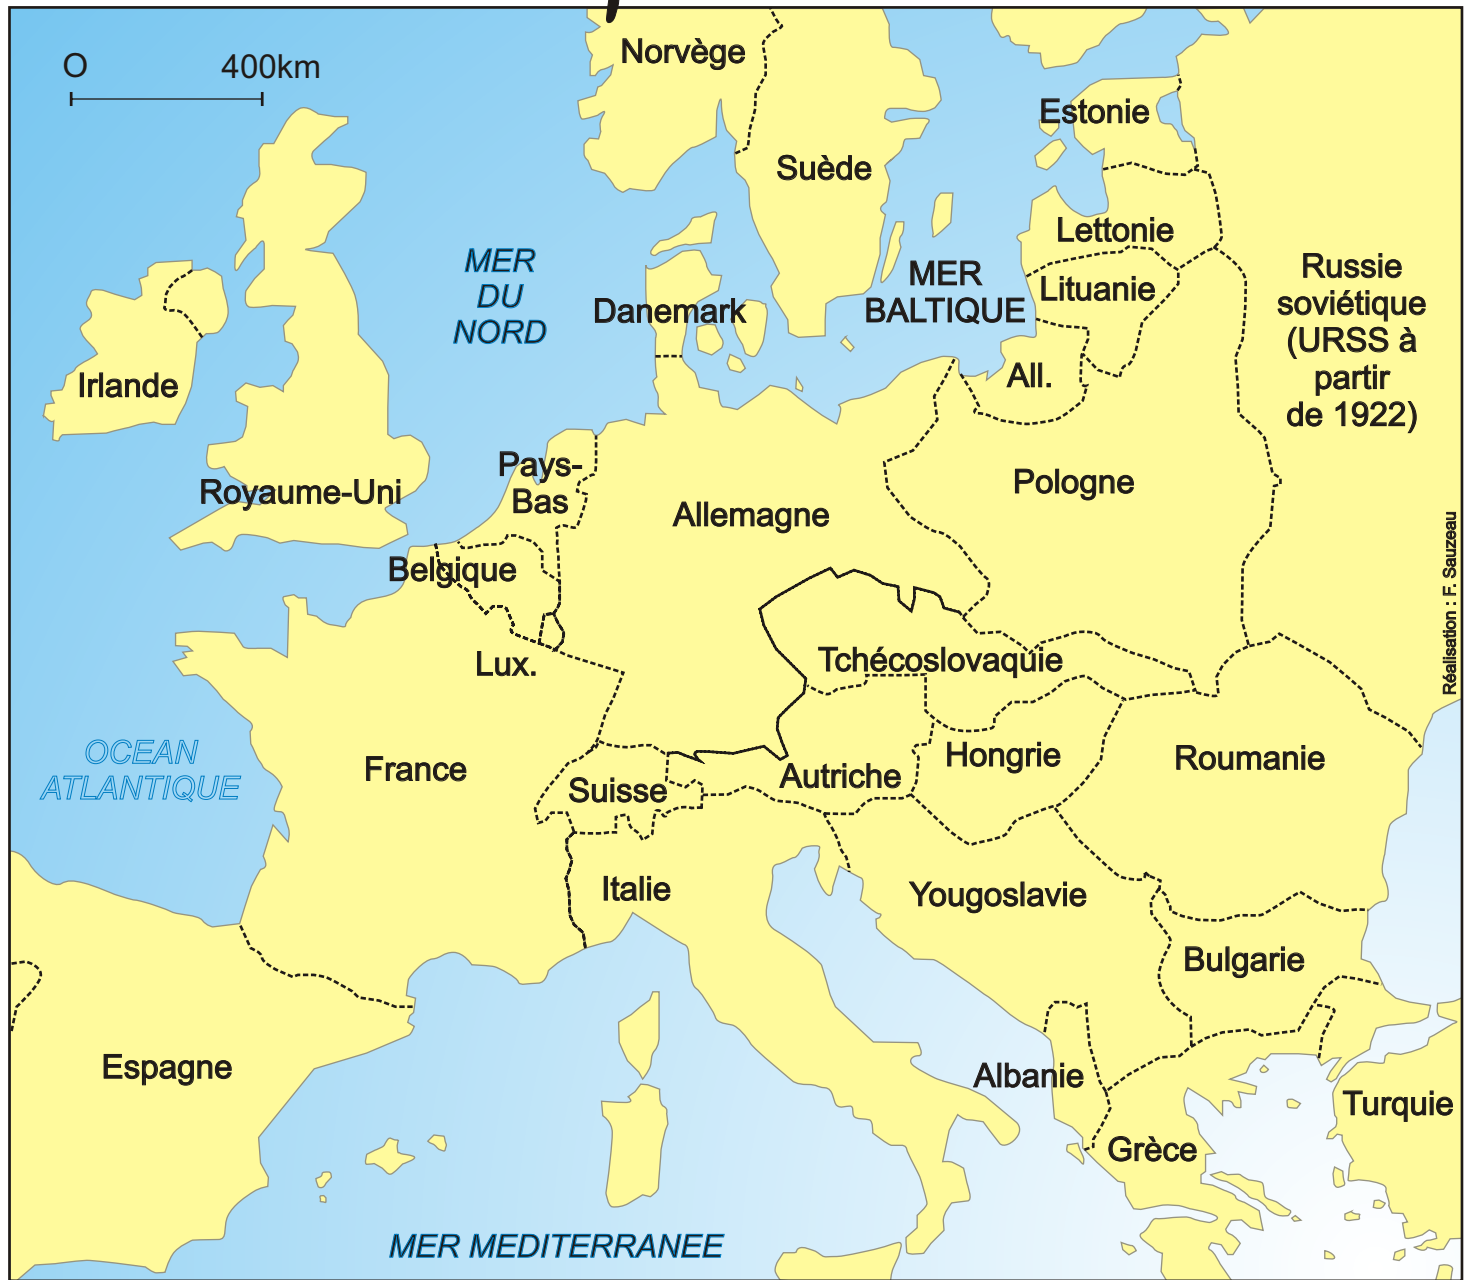 O 400km
Norvège
Estonie
Suède
Lettonie
MER
DU
NORD
MER
BALTIQUE
Lituanie
Russie
soviétique
(URSS à
partir
de 1922)
Danemark
Irlande
All.
Pays-
Bas
Royaume-Uni
Pologne
Allemagne
Belgique
Réalisation : F. Sauzeau
Lux.
Tchécoslovaquie
OCEAN
ATLANTIQUE
France
Suisse
Autriche
Hongrie
Roumanie
Italie
Yougoslavie
Bulgarie
Espagne
Albanie
Turquie
Grèce
MER MEDITERRANEE